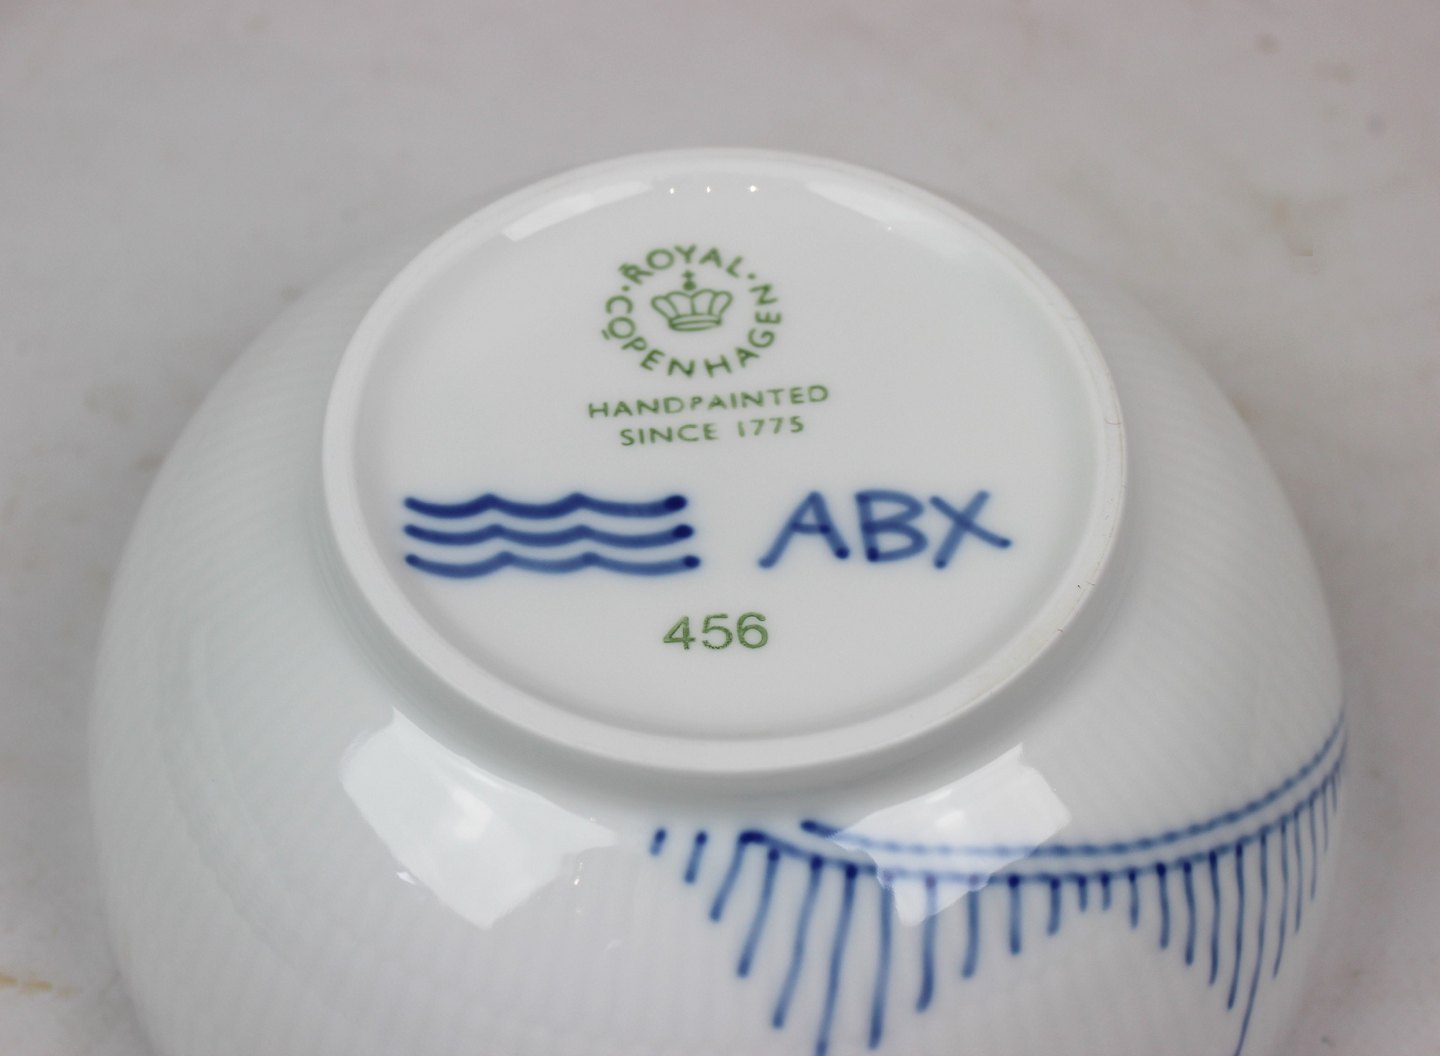 ROYAL · COPENHAGEN ·
HANDPAINTED
SINCE 1775
ABX
456